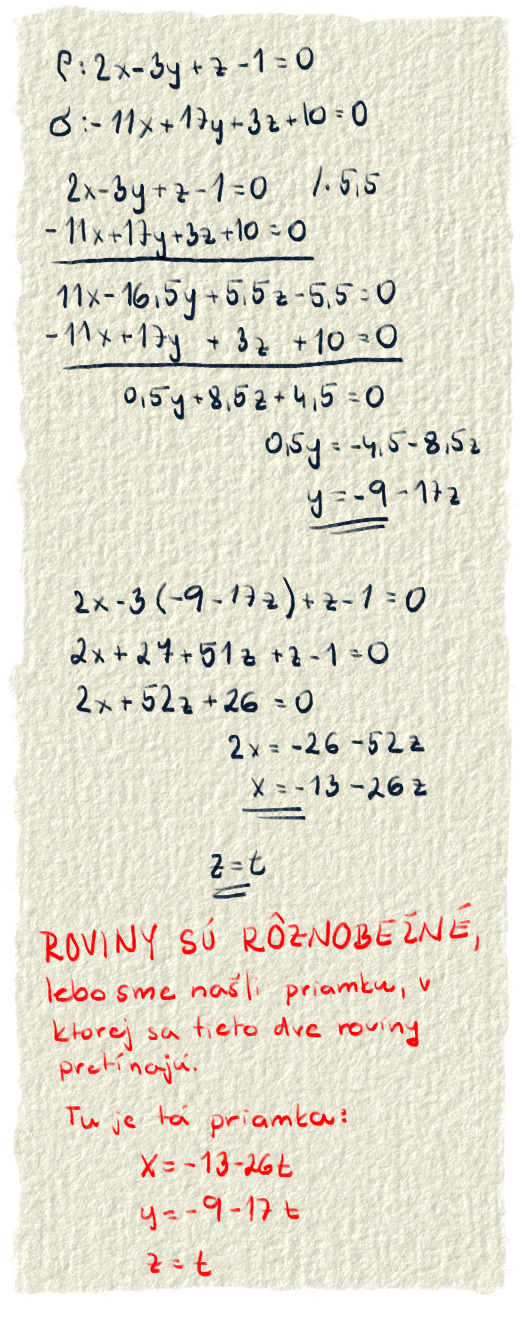 ρ: 2x-3y+z-1=0
σ: -11x+17y+3z+10=0
2x-3y+z-1=0 /. 5,5
-11x+17y+3z+10=0
11x-16,5y+5,5z-5,5=0
-11x+17y+3z+10=0
0,5y+8,5z+4,5=0
0,5y=-4,5-8,5z
y=-9-17z
2x-3(-9-17z)+z-1=0
2x+27+51z+z-1=0
2x+52z+26=0
2x=-26-52z
x=-13-26z
z=t
ROVINY SÚ RÔZNOBEŽNÉ,
lebo sme našli priamku, v
ktorej sa tieto dve roviny
pretínajú.
Tu je tá priamka:
x=-13-26t
y=-9-17t
z=t